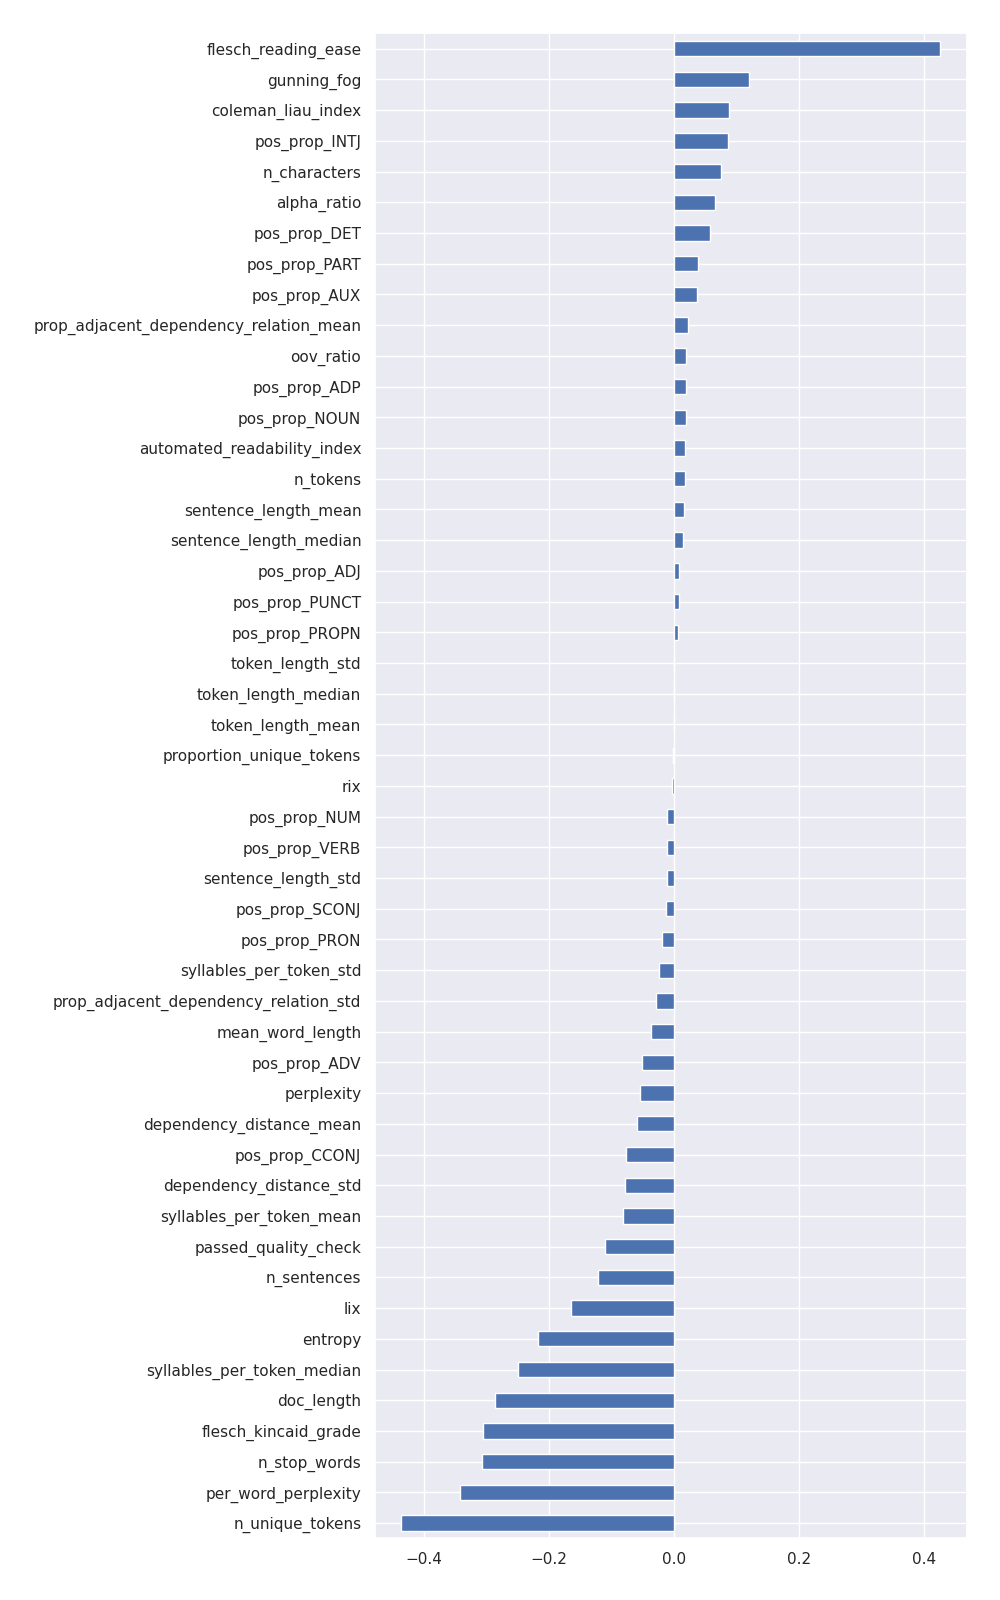 flesch_reading_ease
gunning_fog
coleman_liau_index
pos_prop_INTJ
n_characters
alpha_ratio
pos_prop_DET
pos_prop_PART
pos_prop_AUX
prop_adjacent_dependency_relation_mean
oov_ratio
pos_prop_ADP
pos_prop_NOUN
automated_readability_index
n_tokens
sentence_length_mean
sentence_length_median
pos_prop_ADJ
pos_prop_PUNCT
pos_prop_PROPN
token_length_std
token_length_median
token_length_mean
proportion_unique_tokens
rix
pos_prop_NUM
pos_prop_VERB
sentence_length_std
pos_prop_SCONJ
pos_prop_PRON
syllables_per_token_std
prop_adjacent_dependency_relation_std
mean_word_length
pos_prop_ADV
perplexity
dependency_distance_mean
pos_prop_CCONJ
dependency_distance_std
syllables_per_token_mean
passed_quality_check
n_sentences
lix
entropy
syllables_per_token_median
doc_length
flesch_kincaid_grade
n_stop_words
per_word_perplexity
n_unique_tokens
−0.4 −0.2 0.0 0.2 0.4